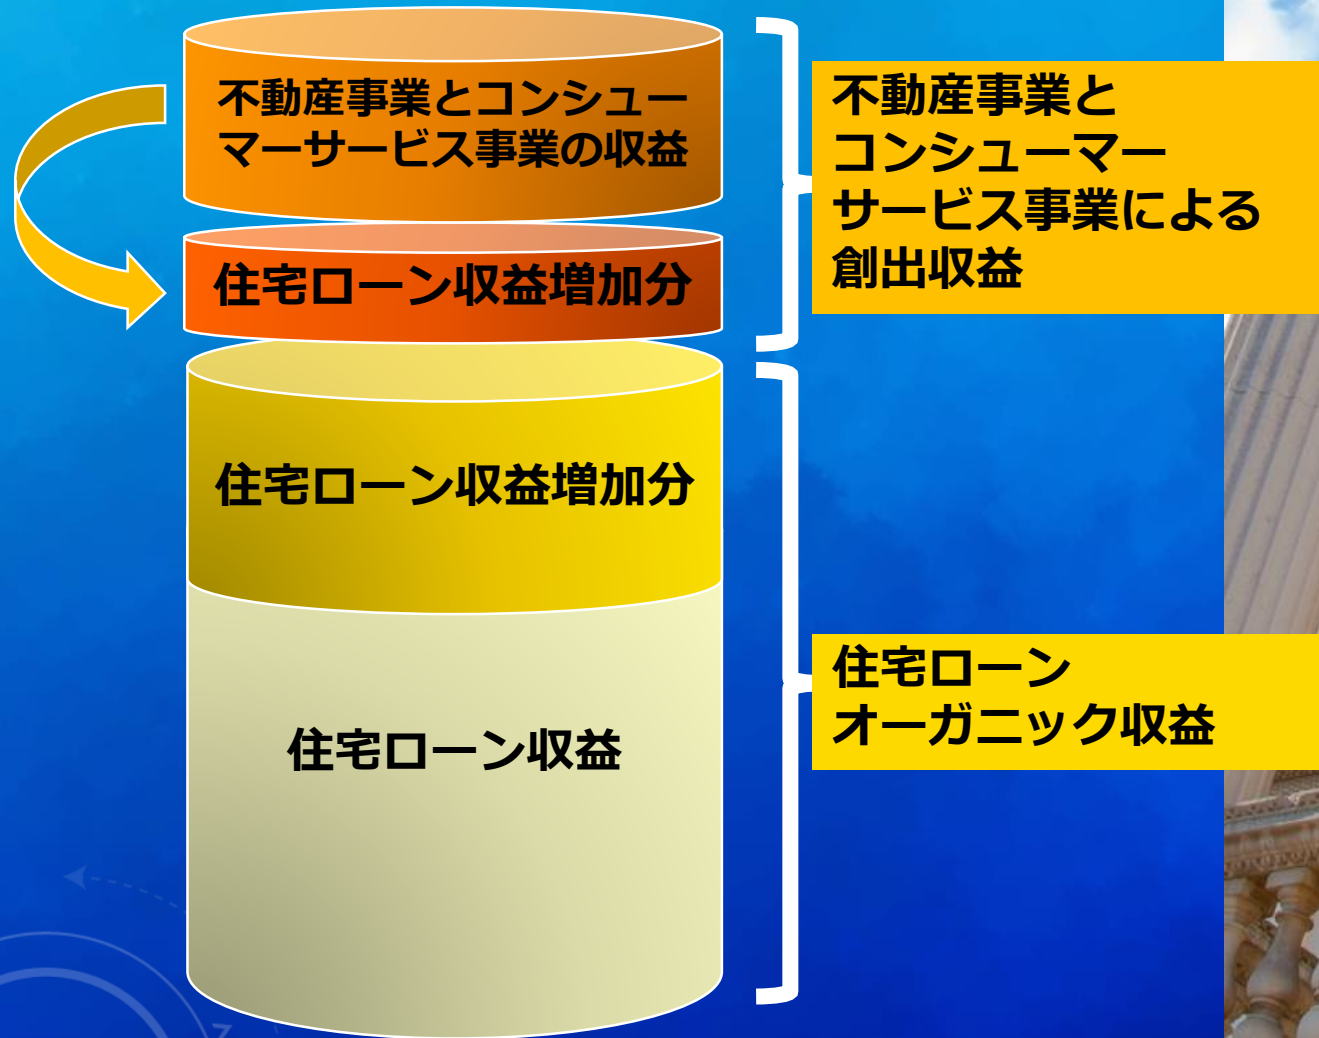 不動産事業とコンシュー
マーサービス事業の収益
住宅ローン収益増加分
住宅ローン収益増加分
住宅ローン収益
不動産事業と
コンシューマー
サービス事業による
創出収益
住宅ローン
オーガニック収益